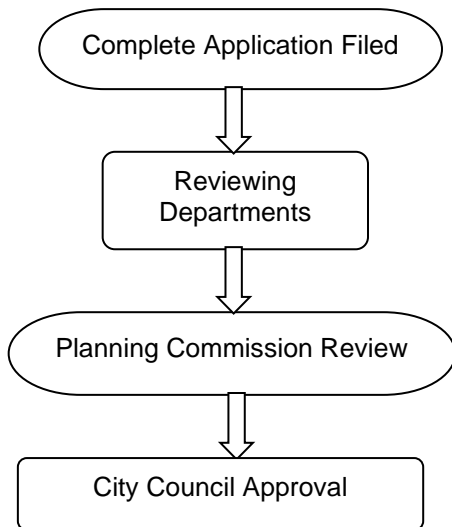 Complete Application Filed
Reviewing
Departments
Planning Commission Review
City Council Approval